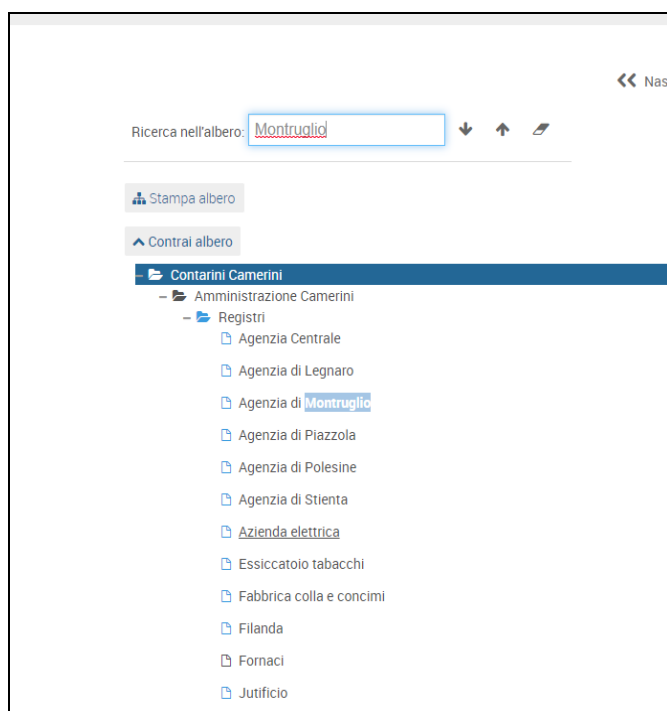 Nas
Ricerca nell'albero: Montruglio
Stampa albero
Contrai albero
Contarini Camerini
Amministrazione Camerini
Registri
Agenzia Centrale
Agenzia di Legnaro
Agenzia di Montruglio
Agenzia di Piazzola
Agenzia di Polesine
Agenzia di Stienta
Azienda elettrica
Essiccatoio tabacchi
Fabbrica colla e concimi
Filanda
Fornaci
Jutificio